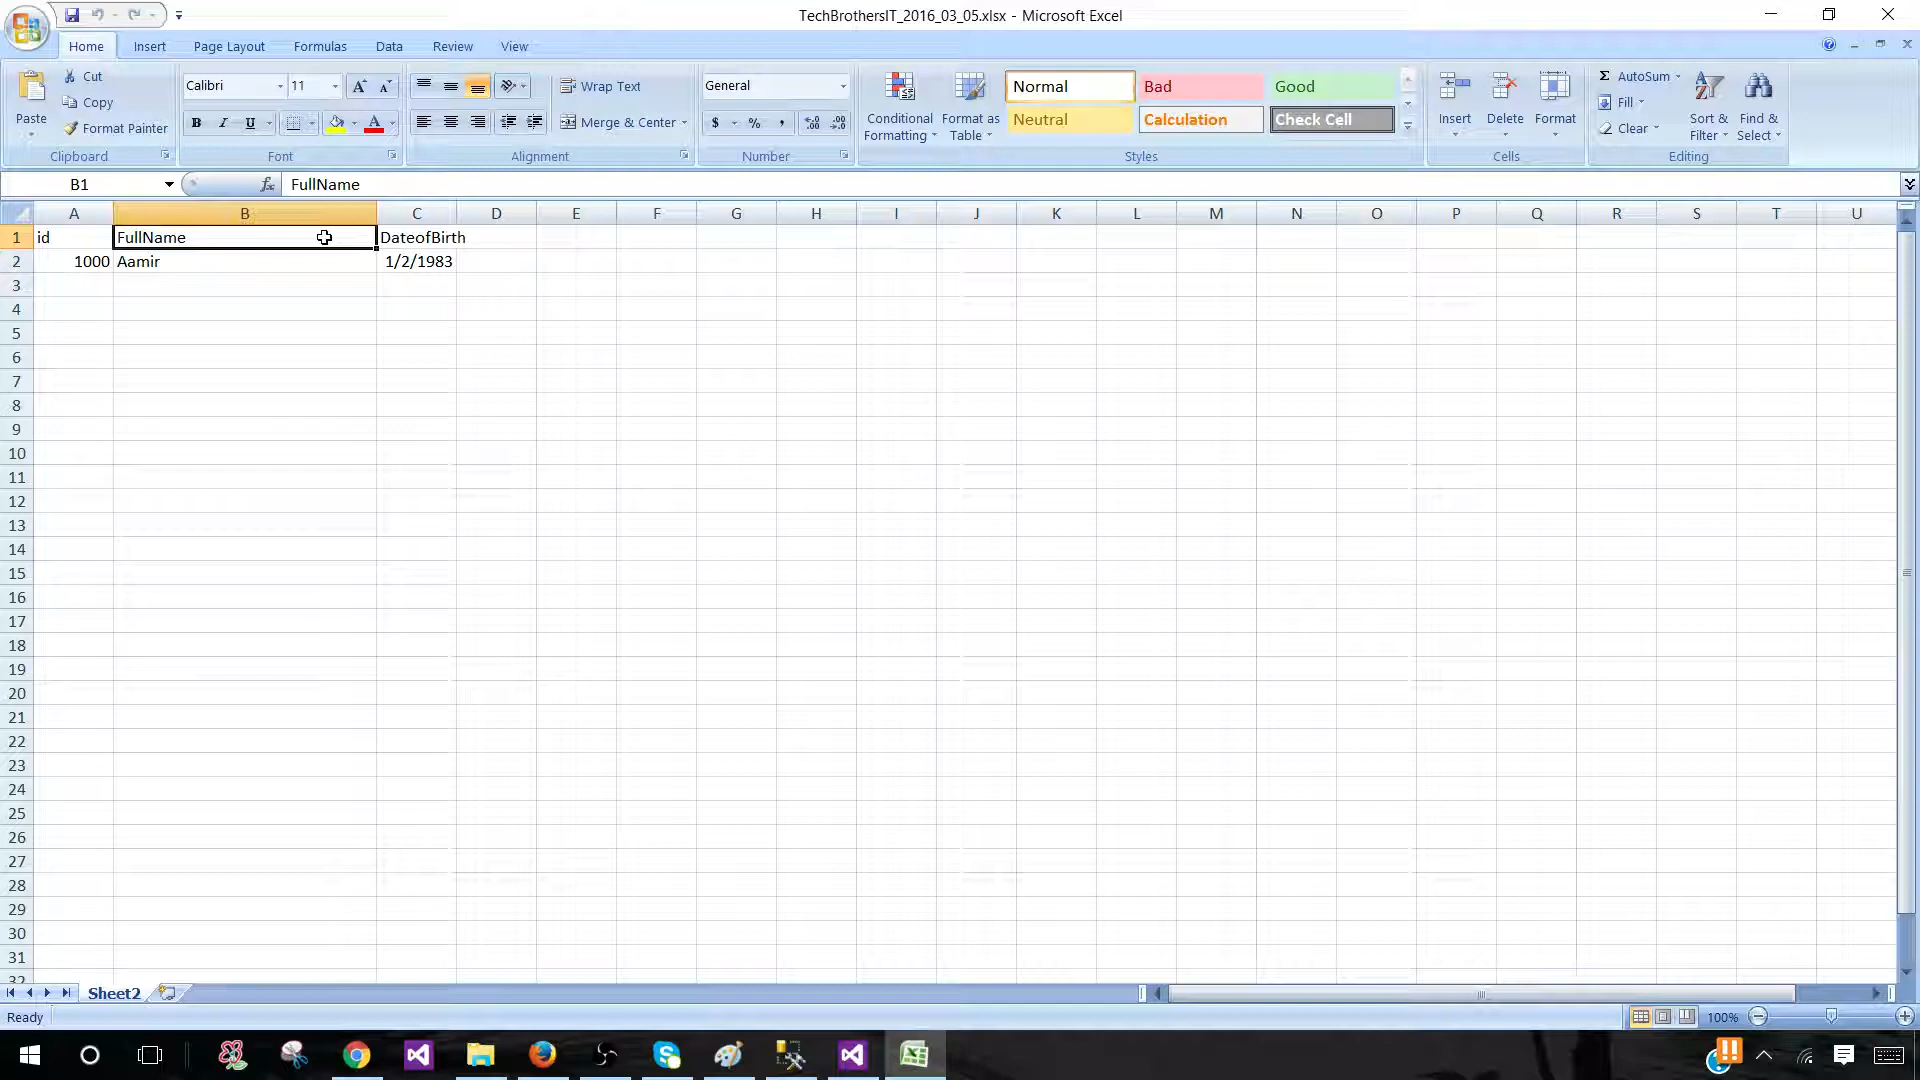 TechBrothersIT_2016_03_05.xlsx - Microsoft Excel
Home Insert Page Layout Formulas Data Review View
Paste
Cut
Copy
Format Painter
Clipboard
Calibri 11
B I U A
Font
Wrap Text
Merge & Center
Alignment
General
$ % ,
Number
Conditional Formatting
Format as Table
Normal Bad Good
Neutral Calculation Check Cell
Styles
Insert Delete Format
Cells
Σ AutoSum
Fill
Clear
Sort & Filter
Find & Select
Editing
B1 fx FullName
A B C D E F G H I J K L M N O P Q R S T U
1 id FullName DateofBirth
2 1000 Aamir 1/2/1983
3
4
5
6
7
8
9
10
11
12
13
14
15
16
17
18
19
20
21
22
23
24
25
26
27
28
29
30
31
32
Sheet2
Ready 100%